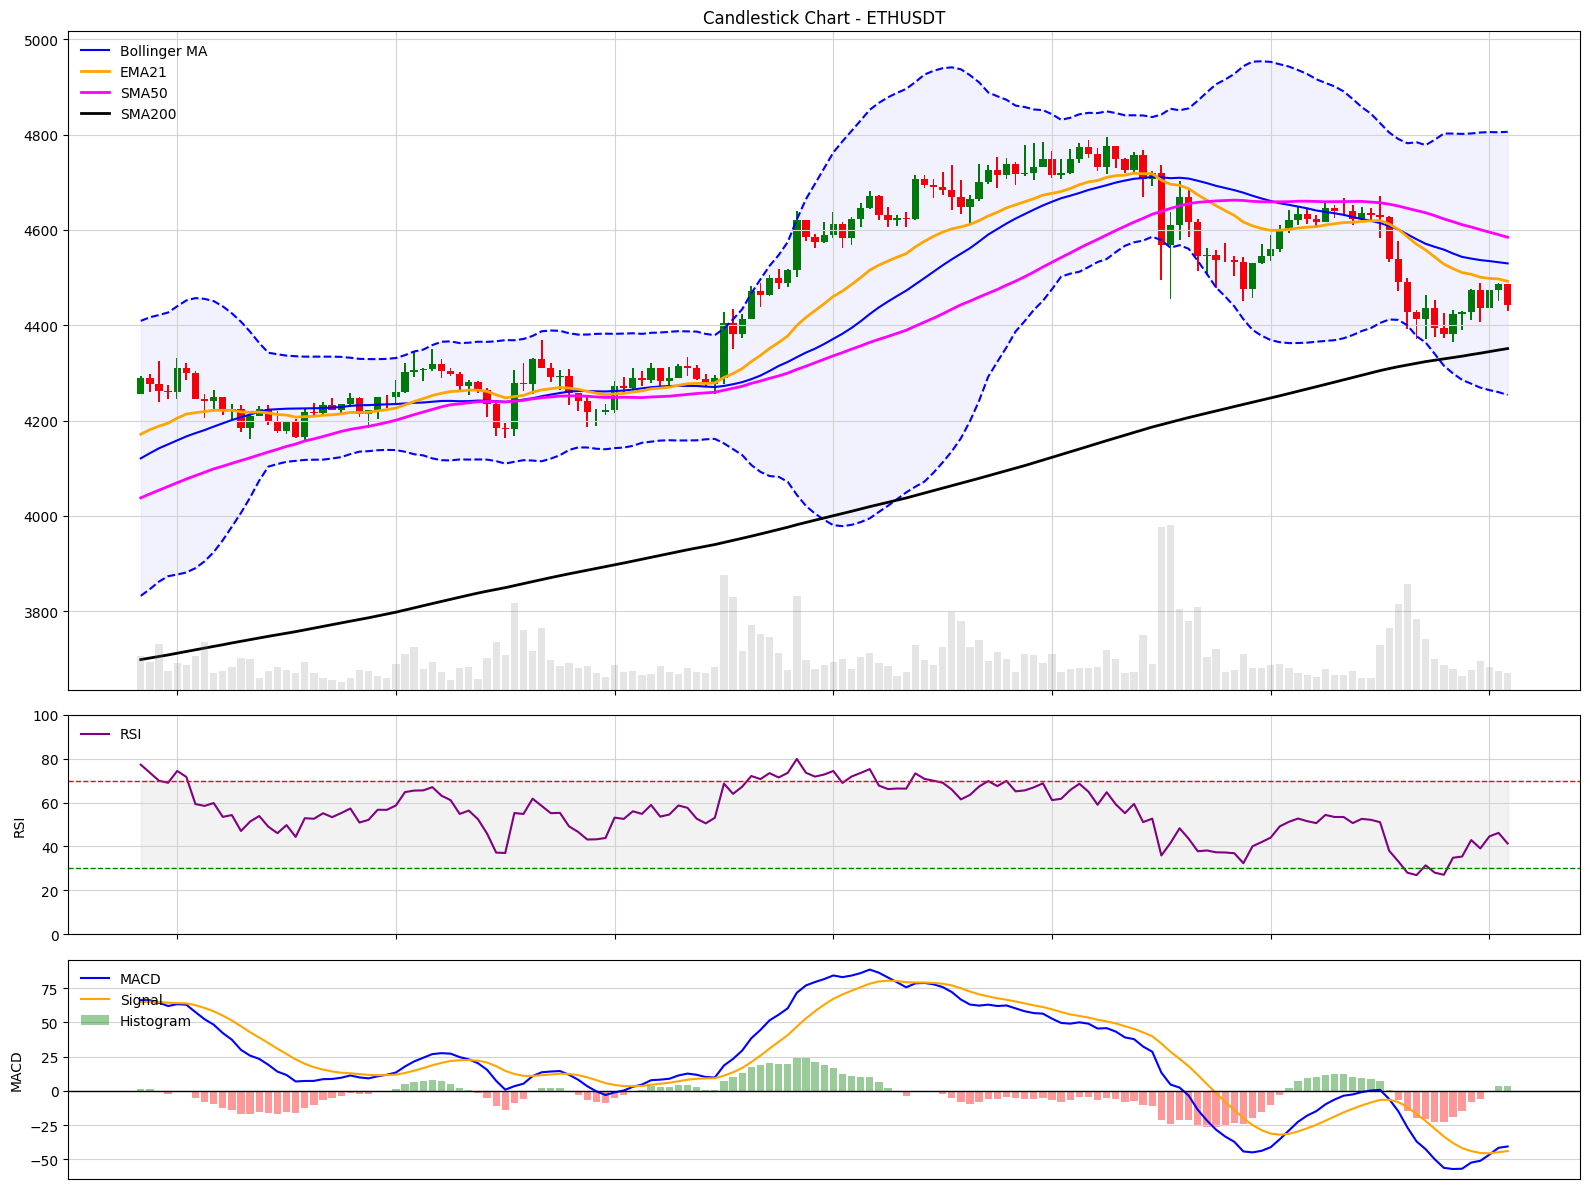 Candlestick Chart - ETHUSDT
5000
4800
4600
4400
4200
4000
3800
Bollinger MA
EMA21
SMA50
SMA200
100
80
60
40
20
0
RSI
RSI
75
50
25
0
−25
−50
MACD
MACD
Signal
Histogram